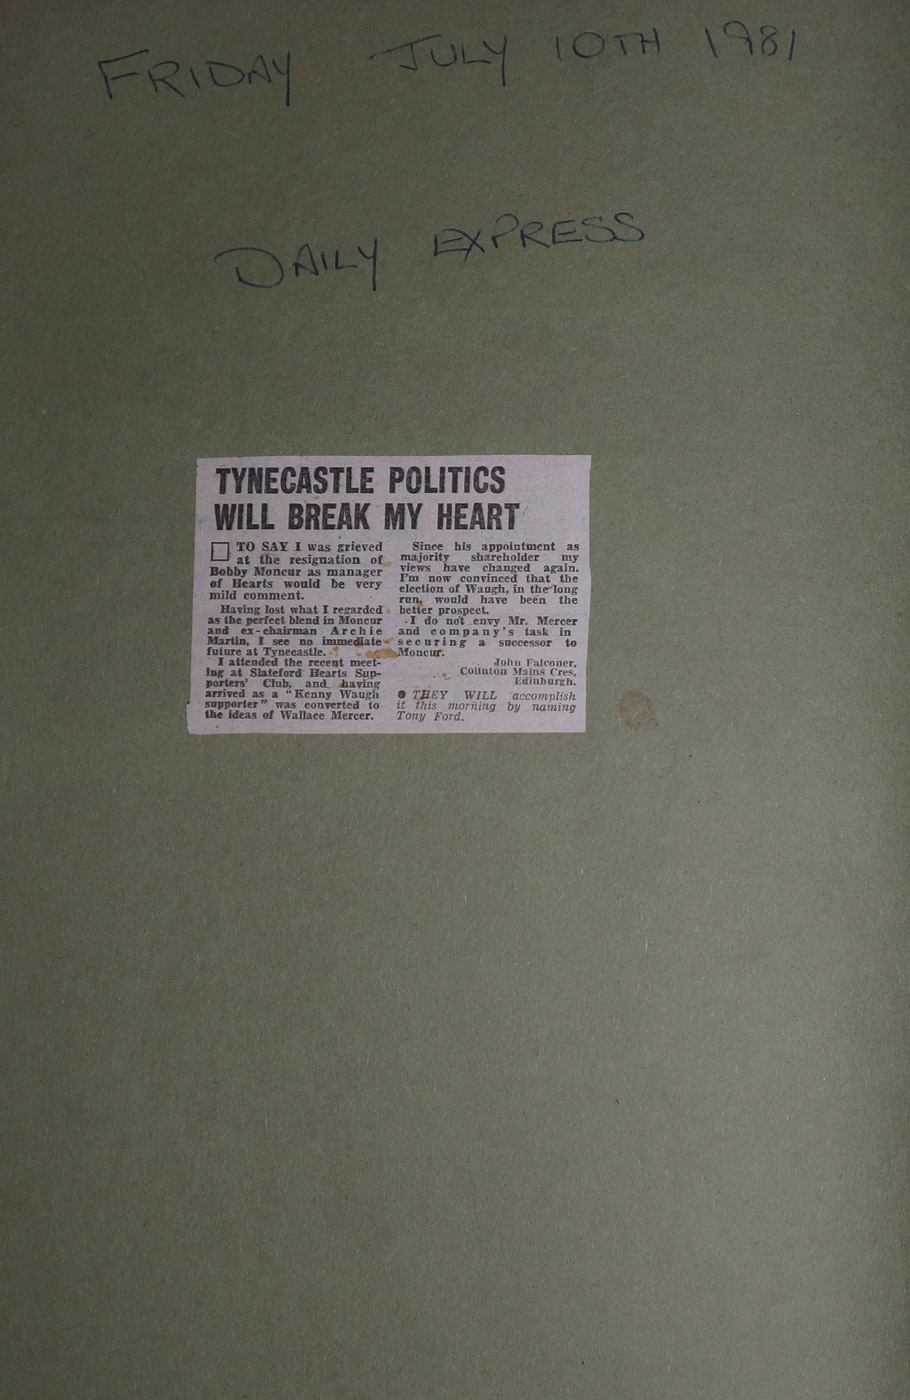 FRIDAY JULY 10TH 1981
DAILY EXPRESS
TYNECASTLE POLITICS
WILL BREAK MY HEART
TO SAY I was grieved
at the resignation of
Bobby Moncur as manager
of Hearts would be very
mild comment.
Having lost what I regarded
as the perfect blend in Moncur
and ex-chairman Archie
Martin, I see no immediate
future at Tynecastle.
I attended the recent meet-
ing at Slateford Hearts Sup-
porters' Club, and having
arrived as a "Kenny Waugh
supporter" was converted to
the ideas of Wallace Mercer.
Since his appointment as
majority shareholder my
views have changed again.
I'm now convinced that the
election of Waugh, in the long
run, would have been the
better prospect.
I do not envy Mr. Mercer
and company's task in
securing a successor to
Moncur.
John Falconer,
Colinton Mains Cres,
Edinburgh.
● THEY WILL accomplish
it this morning by naming
Tony Ford.